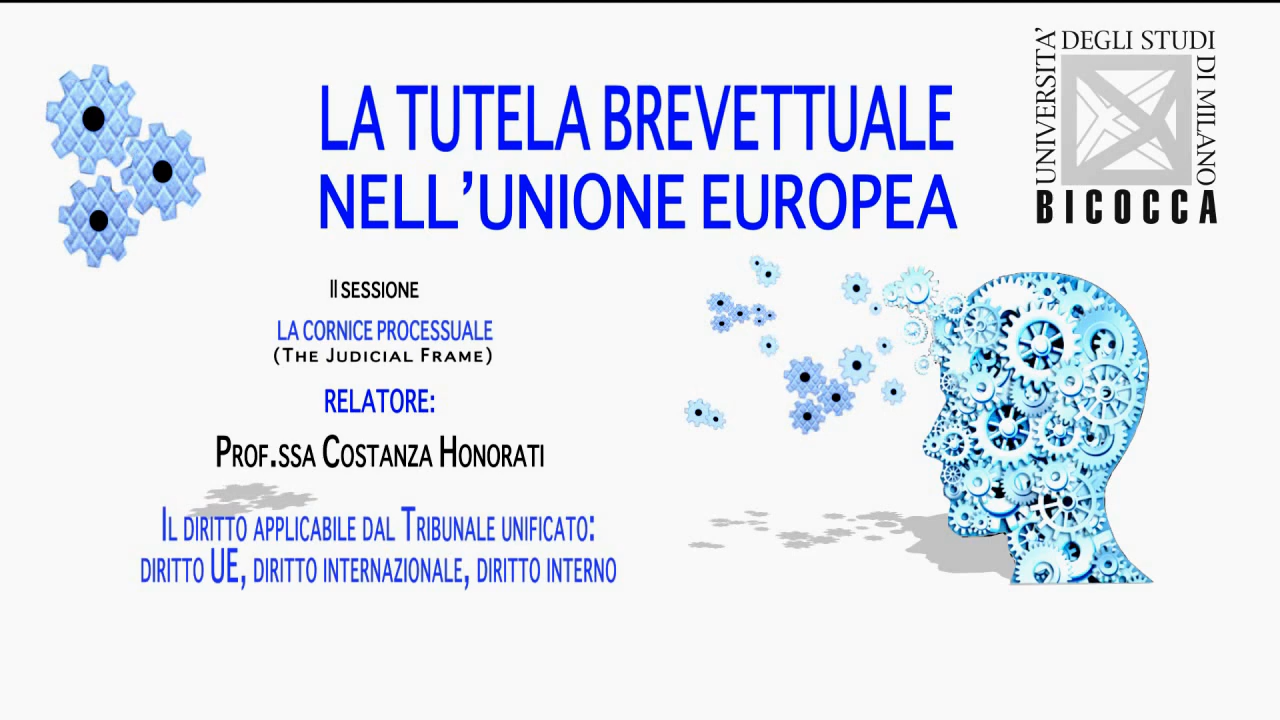 LA TUTELA BREVETTUALE
NELL'UNIONE EUROPEA
UNIVERSITA' DEGLI STUDI DI MILANO
BICOCCA
II SESSIONE
LA CORNICE PROCESSUALE
(THE JUDICIAL FRAME)
RELATORE:
PROF.SSA COSTANZA HONORATI
IL DIRITTO APPLICABILE DAL TRIBUNALE UNIFICATO:
DIRITTO UE, DIRITTO INTERNAZIONALE, DIRITTO INTERNO